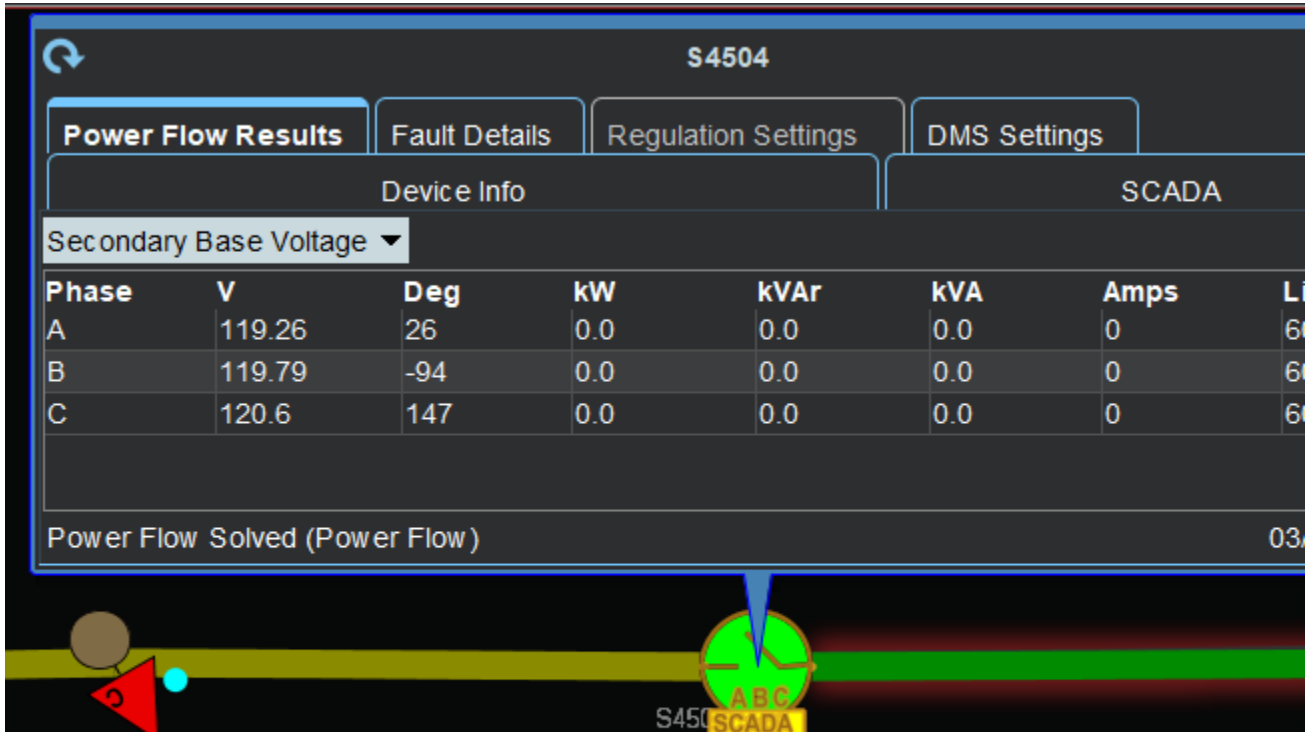 S4504
Power Flow Results Fault Details Regulation Settings DMS Settings
Device Info SCADA
Secondary Base Voltage
Phase V Deg kW kVAr kVA Amps
A 119.26 26 0.0 0.0 0.0 0
B 119.79 -94 0.0 0.0 0.0 0
C 120.6 147 0.0 0.0 0.0 0
Power Flow Solved (Power Flow) 03/
A B C
S450
SCADA